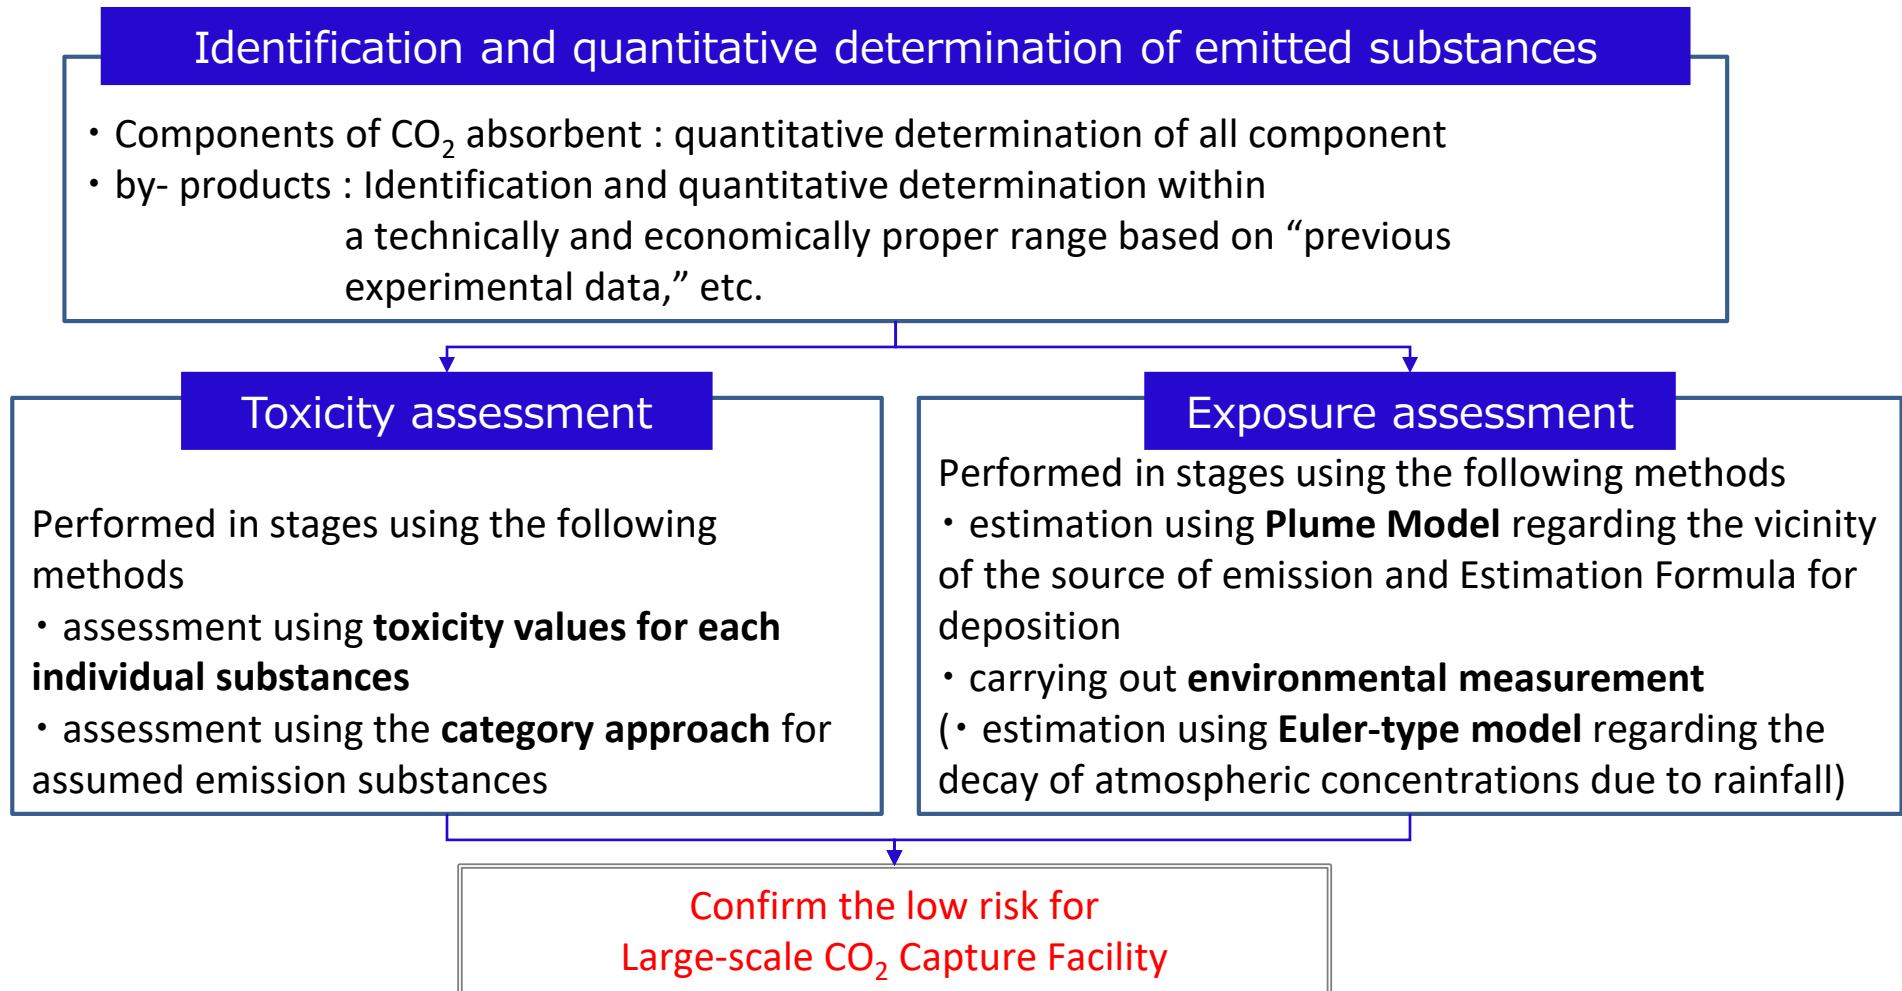 Identification and quantitative determination of emitted substances
・Components of CO₂ absorbent : quantitative determination of all component
・by- products : Identification and quantitative determination within
a technically and economically proper range based on “previous
experimental data,” etc.
Toxicity assessment
Performed in stages using the following
methods
・assessment using toxicity values for each
individual substances
・assessment using the category approach for
assumed emission substances
Exposure assessment
Performed in stages using the following methods
・estimation using Plume Model regarding the vicinity
of the source of emission and Estimation Formula for
deposition
・carrying out environmental measurement
(・estimation using Euler-type model regarding the
decay of atmospheric concentrations due to rainfall)
Confirm the low risk for
Large-scale CO₂ Capture Facility